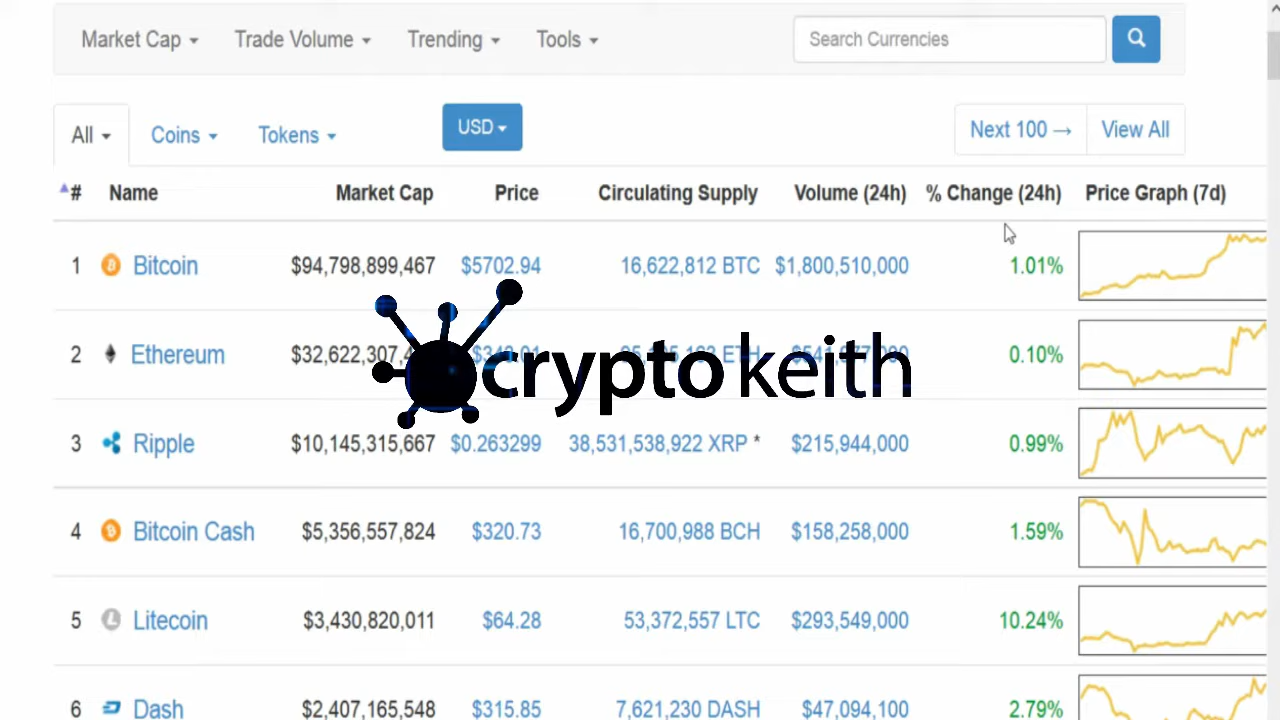 Market Cap Trade Volume Trending Tools Search Currencies
All Coins Tokens USD Next 100 → View All
# Name Market Cap Price Circulating Supply Volume (24h) % Change (24h) Price Graph (7d)
1 Bitcoin $94,798,899,467 $5702.94 16,622,812 BTC $1,800,510,000 1.01%
2 Ethereum $32,622,307, ETH 0.10%
cryptokeith
3 Ripple $10,145,315,667 $0.263299 38,531,538,922 XRP * $215,944,000 0.99%
4 Bitcoin Cash $5,356,557,824 $320.73 16,700,988 BCH $158,258,000 1.59%
5 Litecoin $3,430,820,011 $64.28 53,372,557 LTC $293,549,000 10.24%
6 Dash $2,407,165,548 $315.85 7,621,230 DASH $47,094,100 2.79%